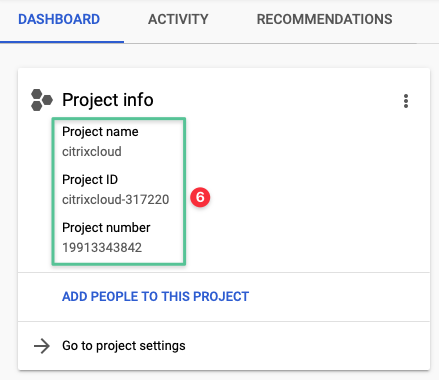 DASHBOARD ACTIVITY RECOMMENDATIONS
Project info
Project name
citrixcloud
Project ID
citrixcloud-317220
6
Project number
19913343842
ADD PEOPLE TO THIS PROJECT
Go to project settings